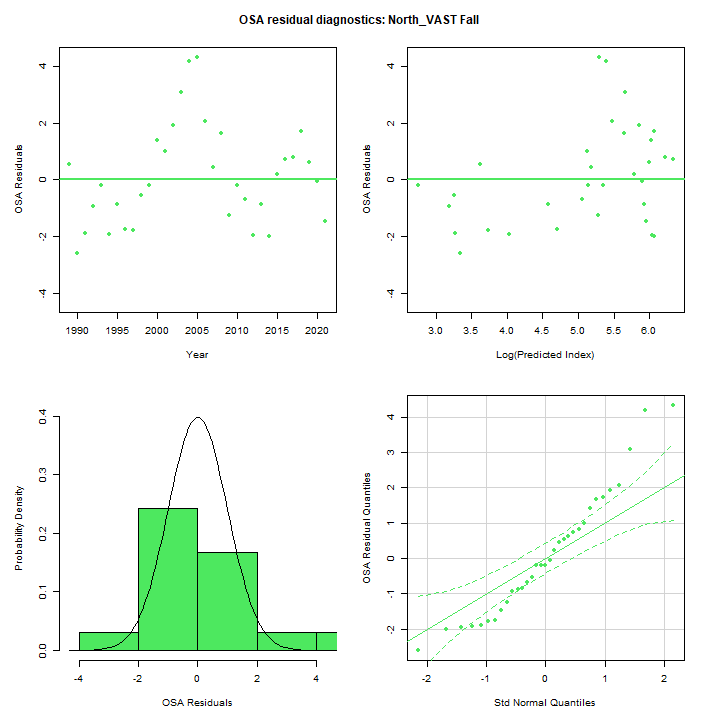 OSA residual diagnostics: North_VAST Fall
OSA Residuals
4
2
0
-2
-4
1990 1995 2000 2005 2010 2015 2020
Year
OSA Residuals
4
2
0
-2
-4
3.0 3.5 4.0 4.5 5.0 5.5 6.0
Log(Predicted Index)
Probability Density
0.4
0.3
0.2
0.1
0.0
-4 -2 0 2 4
OSA Residuals
OSA Residual Quantiles
4
3
2
1
0
-1
-2
-2 -1 0 1 2
Std Normal Quantiles